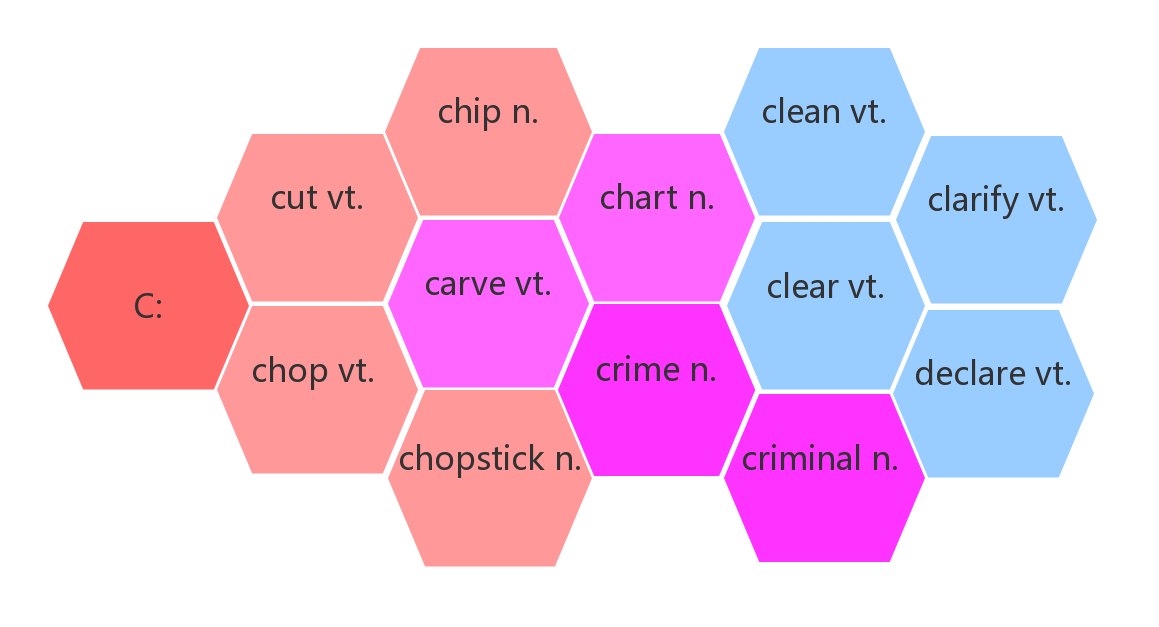 C:
cut vt.
chop vt.
chip n.
carve vt.
chopstick n.
chart n.
crime n.
clean vt.
clear vt.
criminal n.
clarify vt.
declare vt.